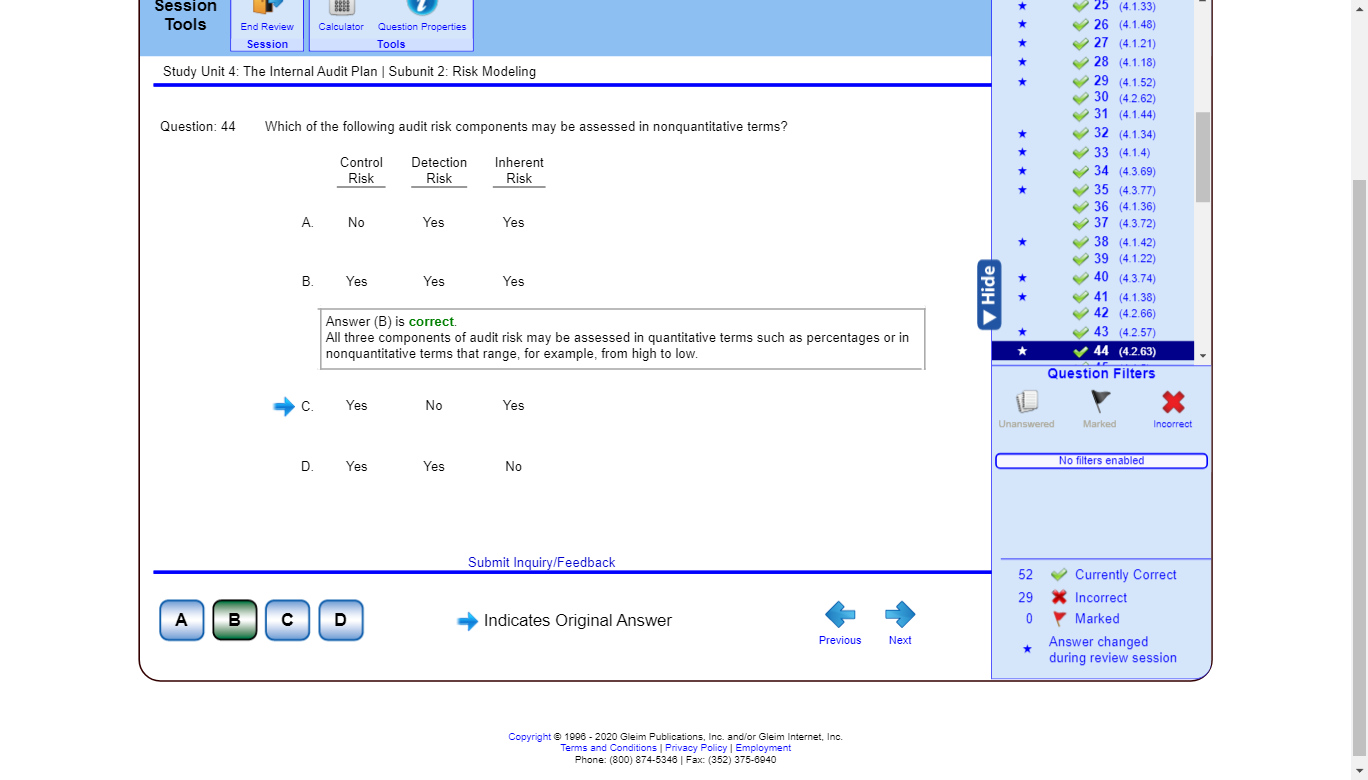 Session
Tools
End Review
Session
Calculator
Question Properties
Tools
Study Unit 4: The Internal Audit Plan | Subunit 2: Risk Modeling
Question: 44
Which of the following audit risk components may be assessed in nonquantitative terms?
Control Detection Inherent
Risk Risk Risk
A. No Yes Yes
B. Yes Yes Yes
Answer (B) is correct.
All three components of audit risk may be assessed in quantitative terms such as percentages or in
nonquantitative terms that range, for example, from high to low.
C. Yes No Yes
D. Yes Yes No
Submit Inquiry/Feedback
A B C D
Indicates Original Answer
Previous
Next
25 (4.1.33)
26 (4.1.48)
27 (4.1.21)
28 (4.1.18)
29 (4.1.52)
30 (4.2.62)
31 (4.1.44)
32 (4.1.34)
33 (4.1.4)
34 (4.3.69)
35 (4.3.77)
36 (4.1.36)
37 (4.3.72)
38 (4.1.42)
39 (4.1.22)
40 (4.3.74)
41 (4.1.38)
42 (4.2.66)
43 (4.2.57)
44 (4.2.63)
Hide
Question Filters
Unanswered
Marked
Incorrect
No filters enabled
52 Currently Correct
29 Incorrect
0 Marked
Answer changed
during review session
Copyright © 1996 - 2020 Gleim Publications, Inc. and/or Gleim Internet, Inc.
Terms and Conditions | Privacy Policy | Employment
Phone: (800) 874-5346 | Fax: (352) 375-6940